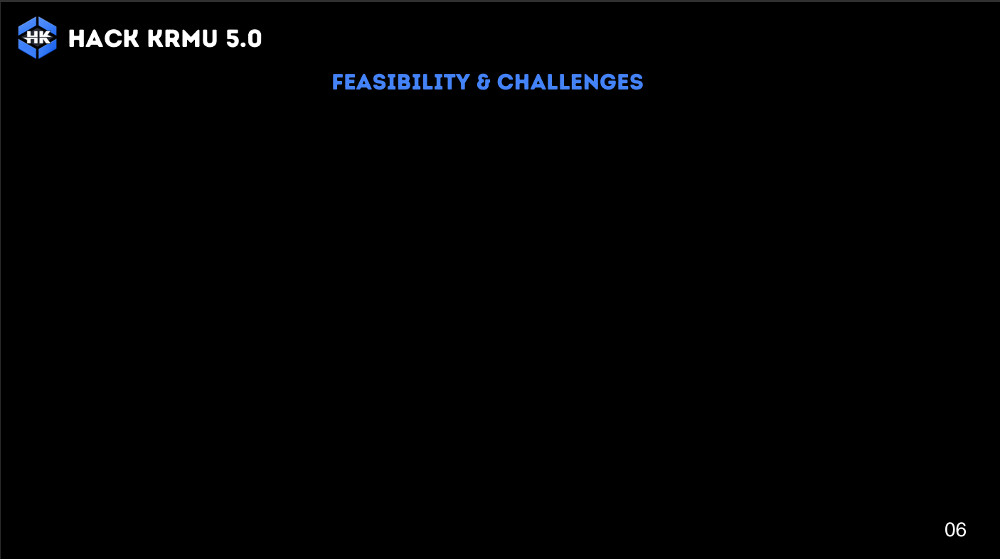 HK
HACK KRMU 5.0
FEASIBILITY & CHALLENGES
06